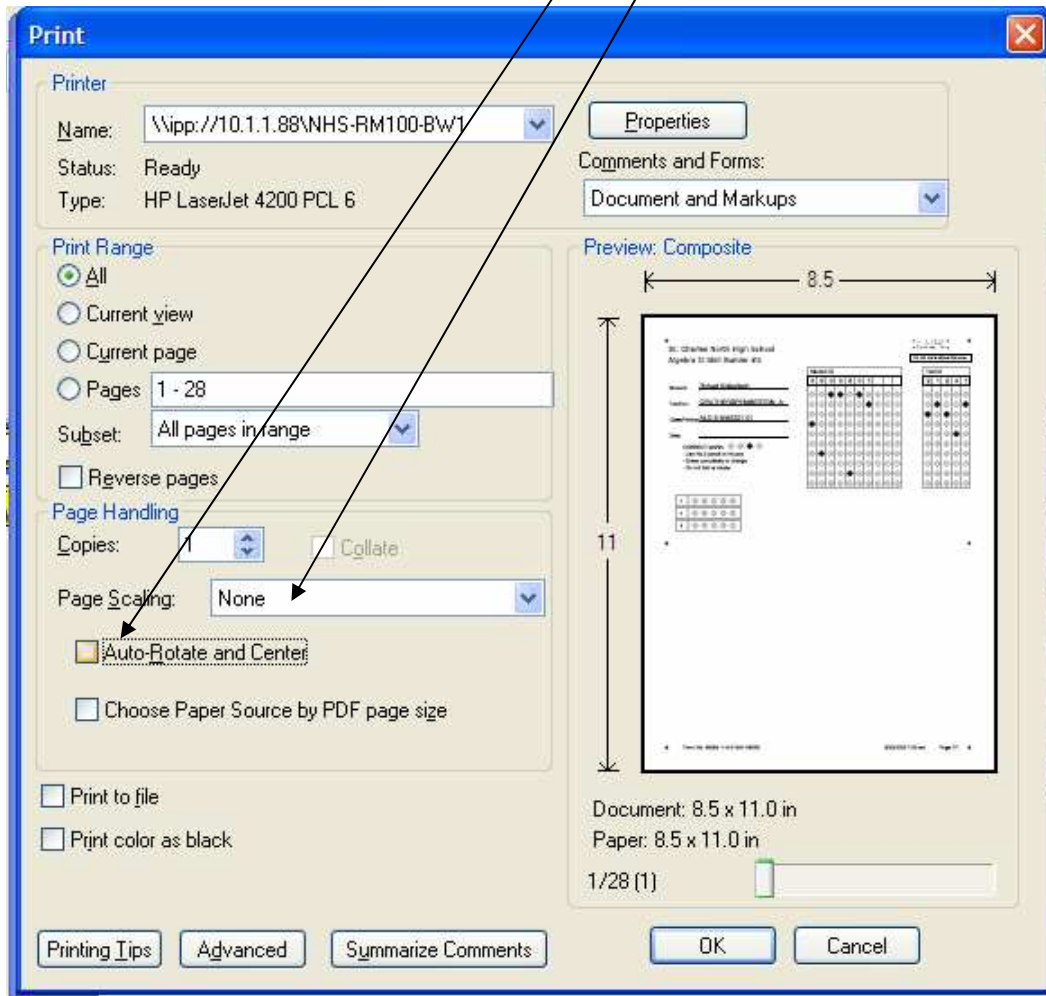 Print
Printer
Name: \\ipp://10.1.1.88\NHS-RM100-BW1
Properties
Status: Ready
Comments and Forms:
Type: HP LaserJet 4200 PCL 6
Document and Markups
Print Range
All
Current view
Current page
Pages 1 - 28
Subset: All pages in range
Reverse pages
Page Handling
Copies: 1
Collate
Page Scaling: None
Auto-Rotate and Center
Choose Paper Source by PDF page size
Print to file
Print color as black
Preview: Composite
8.5
11
St. Charles North High School
Document: 8.5 x 11.0 in
Paper: 8.5 x 11.0 in
1/28 (1)
Printing Tips
Advanced
Summarize Comments
OK
Cancel